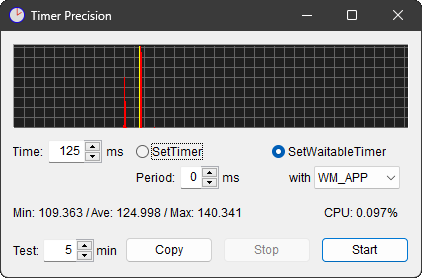 Timer Precision
Time: 125 ms SetTimer SetWaitableTimer
Period: 0 ms with WM_APP
Min: 109.363 / Ave: 124.998 / Max: 140.341 CPU: 0.097%
Test: 5 min Copy Stop Start